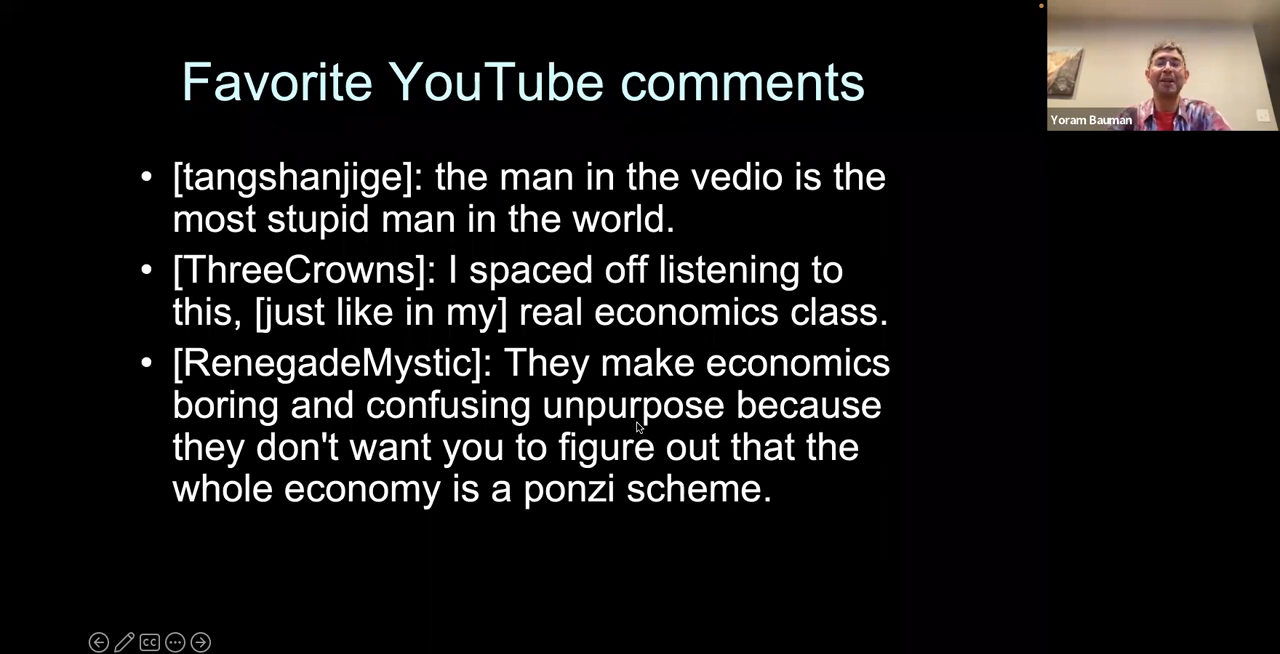 Favorite YouTube comments
Yoram Bauman
• [tangshanjige]: the man in the vedio is the
most stupid man in the world.
• [ThreeCrowns]: I spaced off listening to
this, [just like in my] real economics class.
• [RenegadeMystic]: They make economics
boring and confusing unpurpose because
they don't want you to figure out that the
whole economy is a ponzi scheme.
CC